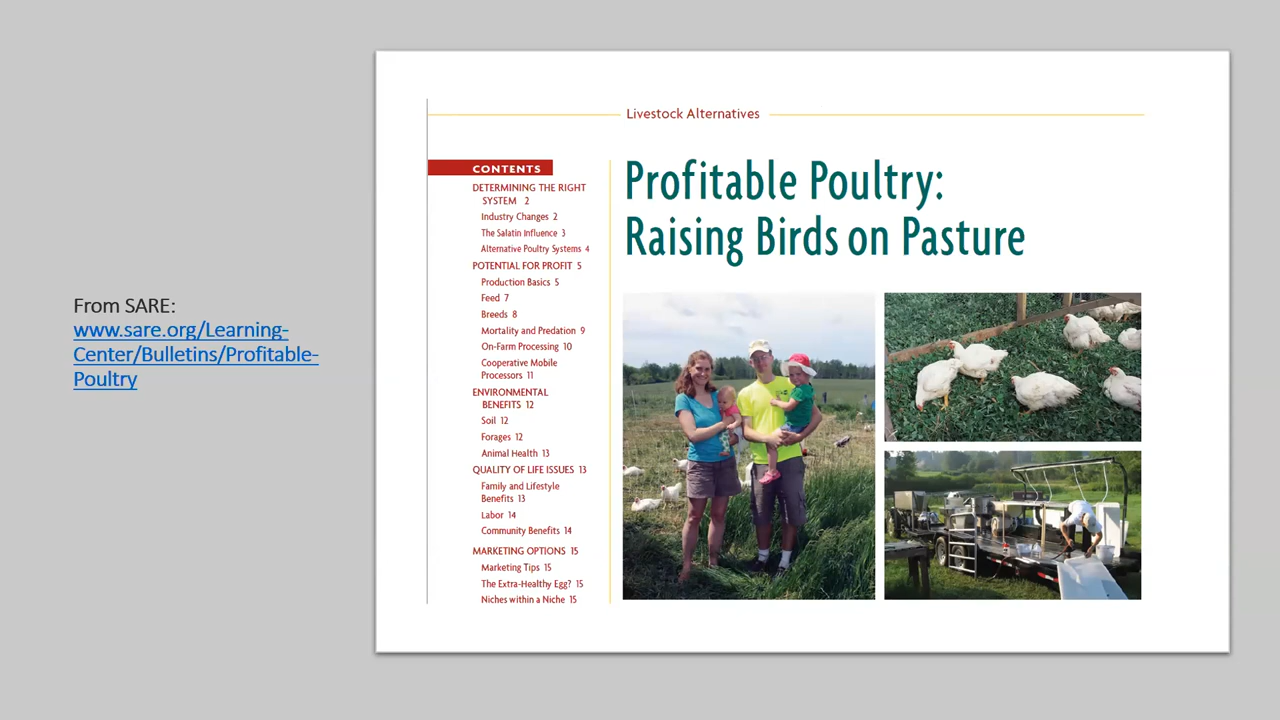 From SARE:
www.sare.org/Learning-
Center/Bulletins/Profitable-
Poultry
Livestock Alternatives
CONTENTS
DETERMINING THE RIGHT
SYSTEM 2
Industry Changes 2
The Salatin Influence 3
Alternative Poultry Systems 4
POTENTIAL FOR PROFIT 5
Production Basics 5
Feed 7
Breeds 8
Mortality and Predation 9
On-Farm Processing 10
Cooperative Mobile
Processors 11
ENVIRONMENTAL
BENEFITS 12
Soil 12
Forages 12
Animal Health 13
QUALITY OF LIFE ISSUES 13
Family and Lifestyle
Benefits 13
Labor 14
Community Benefits 14
MARKETING OPTIONS 15
Marketing Tips 15
The Extra-Healthy Egg? 15
Niches within a Niche 15
Profitable Poultry:
Raising Birds on Pasture